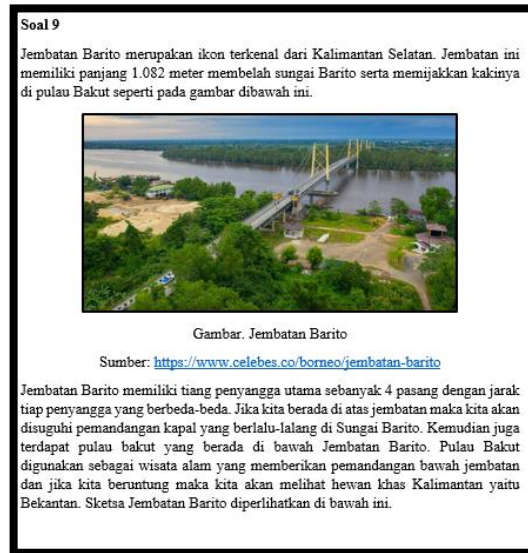 Soal 9
Jembatan Barito merupakan ikon terkenal dari Kalimantan Selatan. Jembatan ini
memiliki panjang 1.082 meter membelah sungai Barito serta memijakkan kakinya
di pulau Bakut seperti pada gambar dibawah ini.
Gambar. Jembatan Barito
Sumber: https://www.celebes.co/borneo/jembatan-barito
Jembatan Barito memiliki tiang penyangga utama sebanyak 4 pasang dengan jarak
tiap penyangga yang berbeda-beda. Jika kita berada di atas jembatan maka kita akan
disuguhi pemandangan kapal yang berlalu-lalang di Sungai Barito. Kemudian juga
terdapat pulau bakut yang berada di bawah Jembatan Barito. Pulau Bakut
digunakan sebagai wisata alam yang memberikan pemandangan bawah jembatan
dan jika kita beruntung maka kita akan melihat hewan khas Kalimantan yaitu
Bekantan. Sketsa Jembatan Barito diperlihatkan di bawah ini.